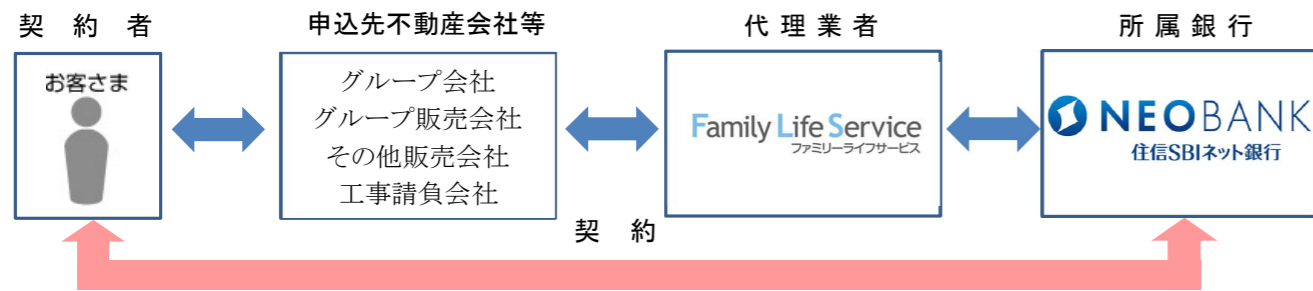 契約者
申込先不動産会社等
代理業者
所属銀行
お客さま
グループ会社
グループ販売会社
その他販売会社
工事請負会社
Family Life Service
ファミリーライフサービス
NEOBANK
住信SBIネット銀行
契約